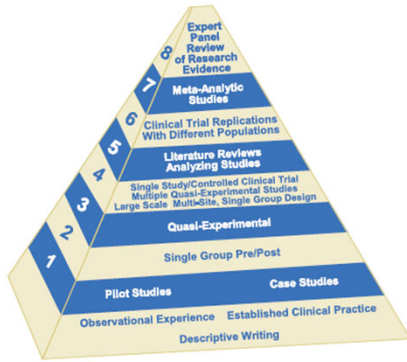 8
Expert
Panel
Review
of Research
Evidence
7
Meta-Analytic
Studies
6
Clinical Trial Replications
With Different Populations
5
Literature Reviews
Analyzing Studies
4
Single Study/Controlled Clinical Trial
Multiple Quasi-Experimental Studies
Large Scale Multi-Site, Single Group Design
3
Quasi-Experimental
2
Single Group Pre/Post
1
Pilot Studies Case Studies
Observational Experience Established Clinical Practice
Descriptive Writing